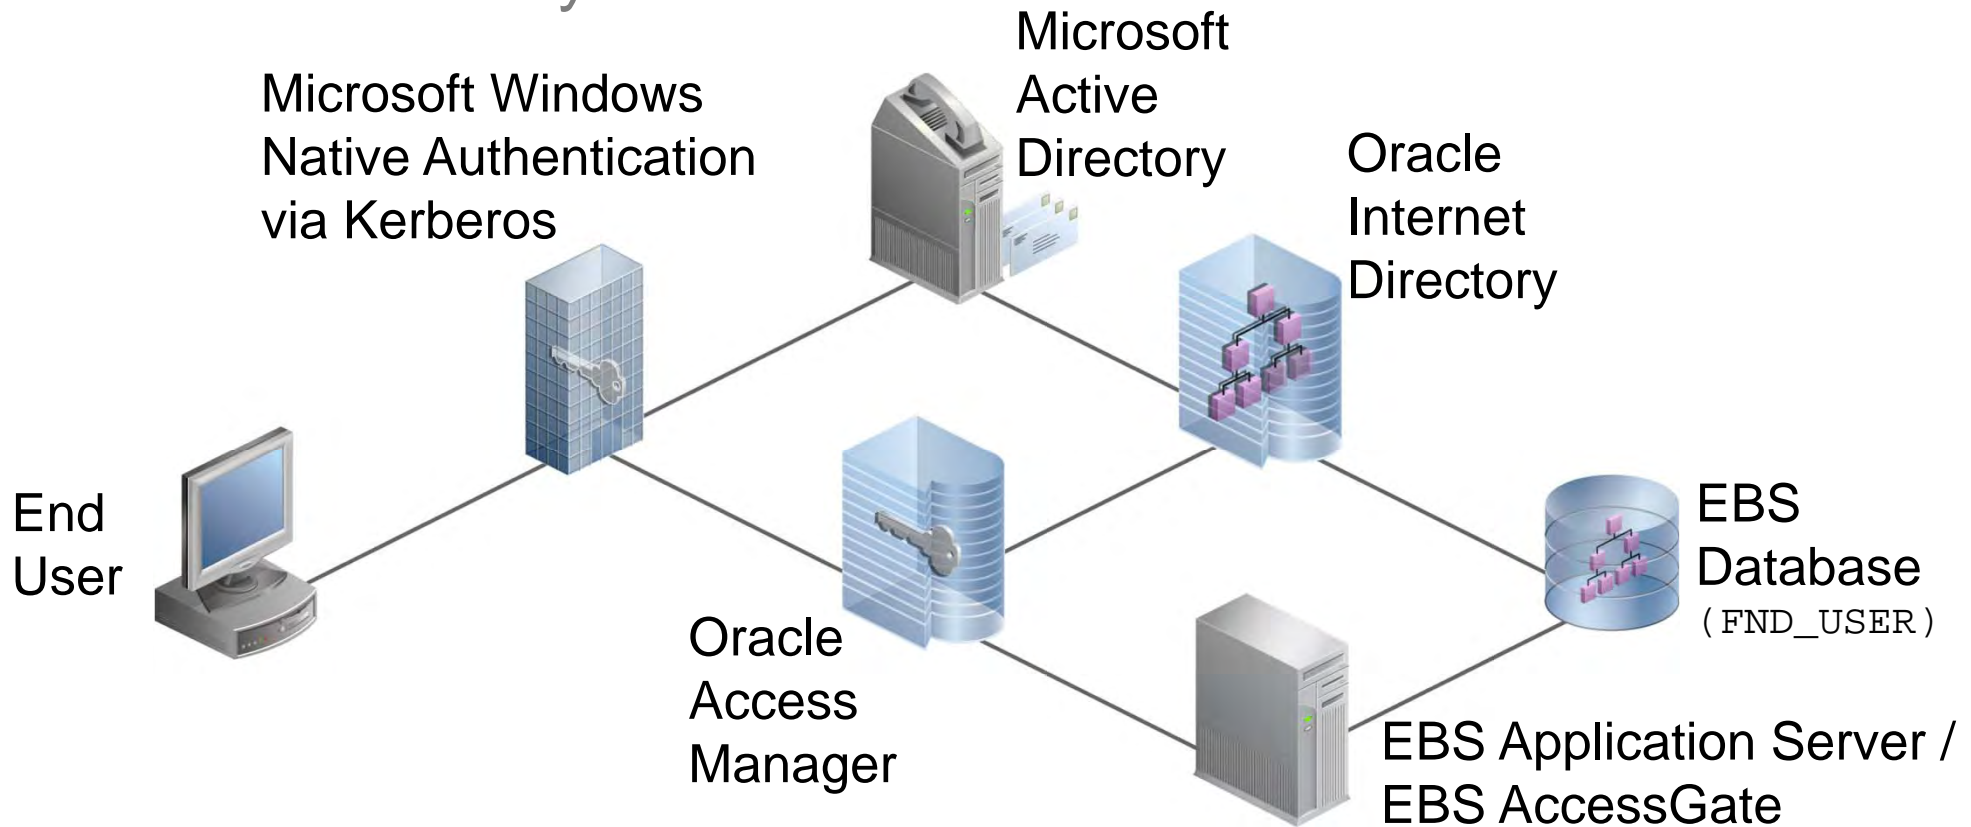 Microsoft
Active
Directory
Microsoft Windows
Native Authentication
via Kerberos
Oracle
Internet
Directory
End
User
EBS
Database
(FND_USER)
Oracle
Access
Manager
EBS Application Server /
EBS AccessGate